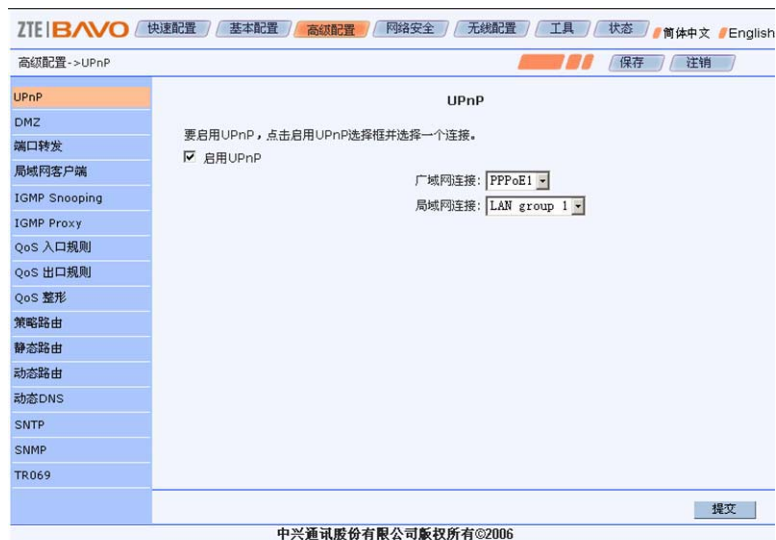 ZTE BAVO 快速配置 基本配置 高级配置 网络安全 无线配置 工具 状态 简体中文 English
高级配置->UPnP 保存 注销
UPnP
DMZ
端口转发
局域网客户端
IGMP Snooping
IGMP Proxy
QoS 入口规则
QoS 出口规则
QoS 整形
策略路由
静态路由
动态路由
动态DNS
SNTP
SNMP
TR069
UPnP
要启用UPnP，点击启用UPnP选择框并选择一个连接。
启用UPnP
广域网连接: PPPoE1
局域网连接: LAN group 1
提交
中兴通讯股份有限公司版权所有©2006